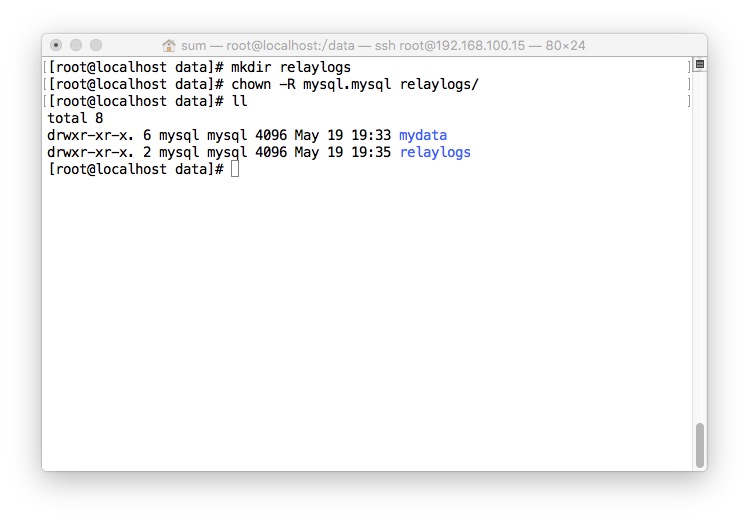 sum — root@localhost:/data — ssh root@192.168.100.15 — 80×24
[[root@localhost data]# mkdir relaylogs ]
[[root@localhost data]# chown -R mysql.mysql relaylogs/ ]
[[root@localhost data]# ll ]
total 8
drwxr-xr-x. 6 mysql mysql 4096 May 19 19:33 mydata
drwxr-xr-x. 2 mysql mysql 4096 May 19 19:35 relaylogs
[root@localhost data]#